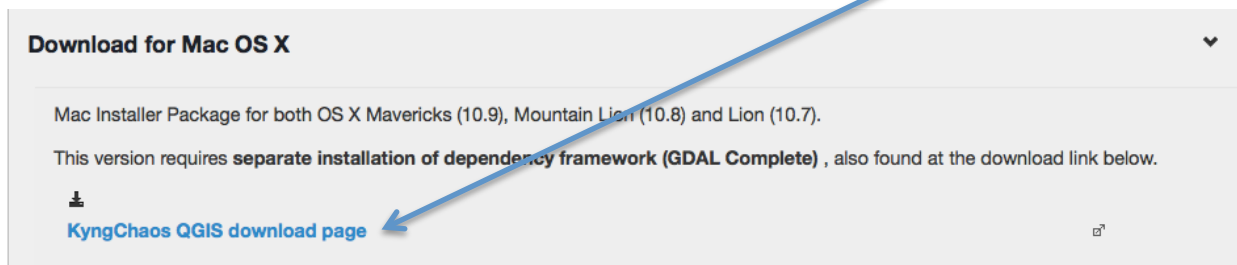 Download for Mac OS X
Mac Installer Package for both OS X Mavericks (10.9), Mountain Lion (10.8) and Lion (10.7).
This version requires separate installation of dependency framework (GDAL Complete) , also found at the download link below.
KyngChaos QGIS download page